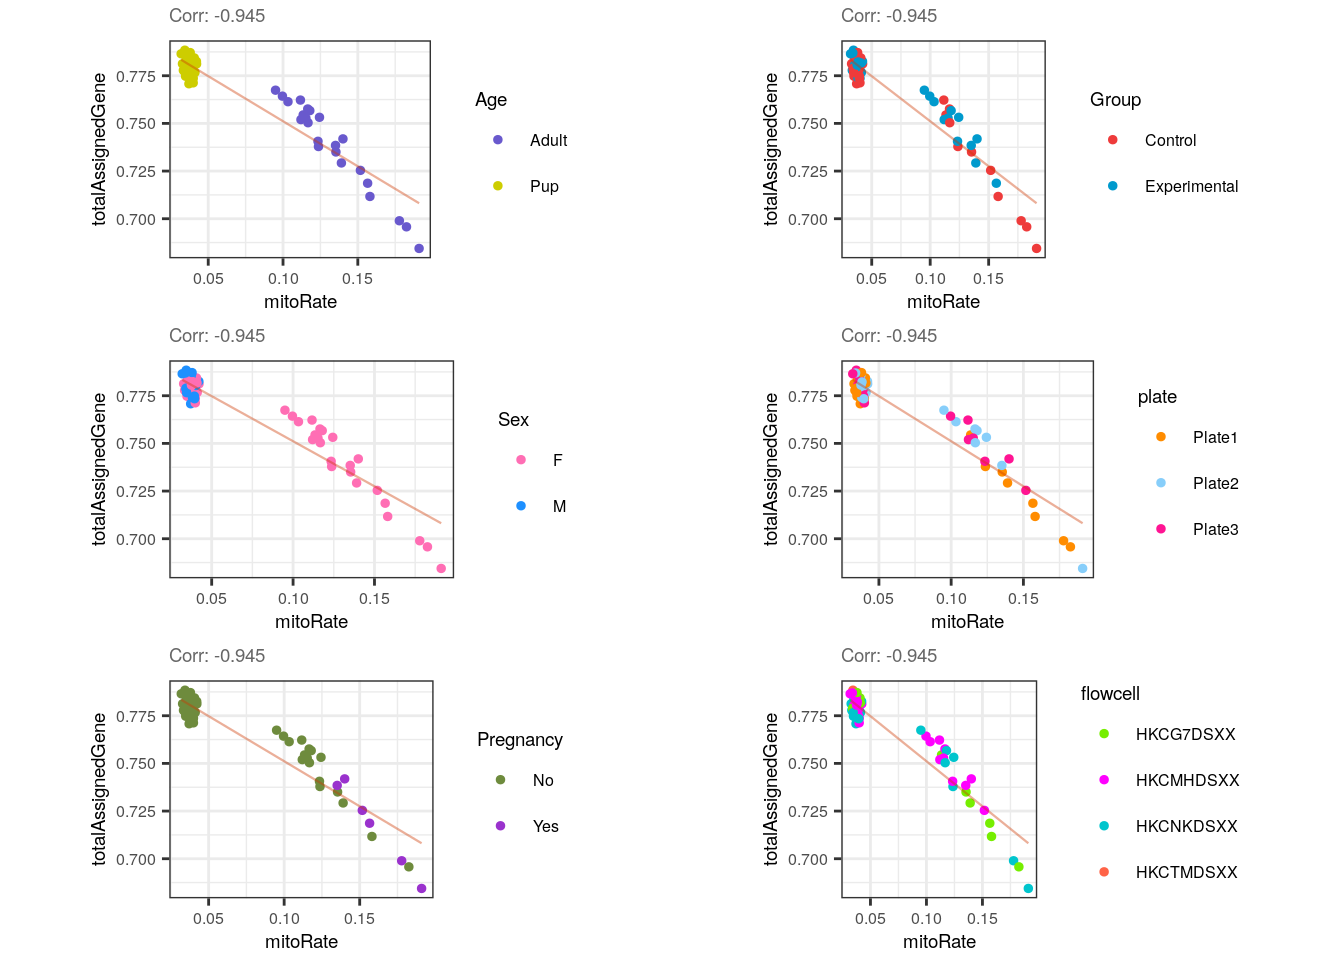 Corr: -0.945
totalAssignedGene
0.775
0.750
0.725
0.700
0.05 0.10 0.15
mitoRate
Age
Adult
Pup
Corr: -0.945
totalAssignedGene
0.775
0.750
0.725
0.700
0.05 0.10 0.15
mitoRate
Group
Control
Experimental
Corr: -0.945
totalAssignedGene
0.775
0.750
0.725
0.700
0.05 0.10 0.15
mitoRate
Sex
F
M
Corr: -0.945
totalAssignedGene
0.775
0.750
0.725
0.700
0.05 0.10 0.15
mitoRate
plate
Plate1
Plate2
Plate3
Corr: -0.945
totalAssignedGene
0.775
0.750
0.725
0.700
0.05 0.10 0.15
mitoRate
Pregnancy
No
Yes
Corr: -0.945
totalAssignedGene
0.775
0.750
0.725
0.700
0.05 0.10 0.15
mitoRate
flowcell
HKCG7DSXX
HKCMHDSXX
HKCNKDSXX
HKCTMDSXX